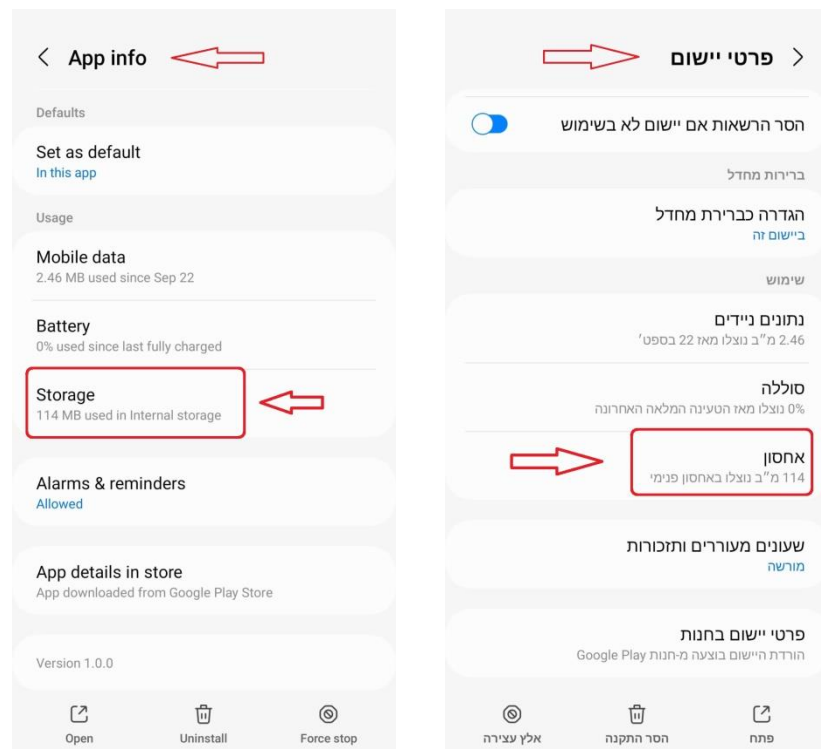 App info
Defaults
Set as default
In this app
Usage
Mobile data
2.46 MB used since Sep 22
Battery
0% used since last fully charged
Storage
114 MB used in Internal storage
Alarms & reminders
Allowed
App details in store
App downloaded from Google Play Store
Version 1.0.0
Open
Uninstall
Force stop
פרטי יישום
הסר הרשאות אם יישום לא בשימוש
ברירות מחדל
הגדרה כברירת מחדל
ביישום זה
שימוש
נתונים ניידים
2.46 מ״ב נוצלו מאז 22 בספט׳
סוללה
0% נוצלו מאז הטעינה המלאה האחרונה
אחסון
114 מ״ב נוצלו באחסון פנימי
שעונים מעוררים ותזכורות
מורשה
פרטי יישום בחנות
הורדת היישום בוצעה מ-חנות Google Play
פתח
הסר התקנה
אלץ עצירה